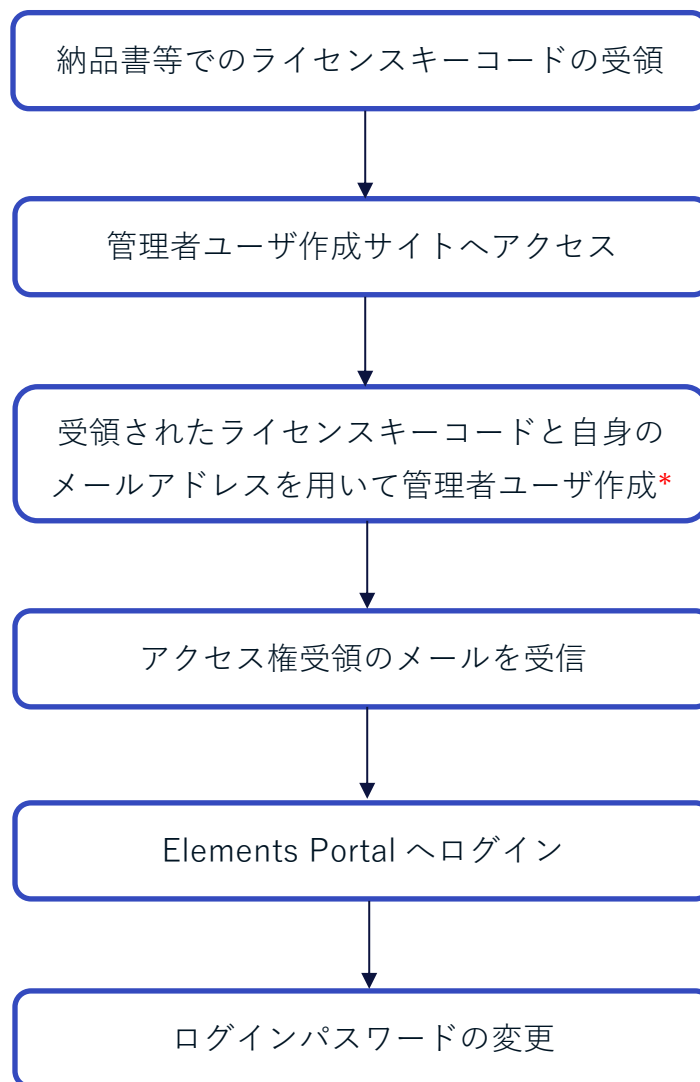 納品書等でのライセンスキーコードの受領
管理者ユーザ作成サイトへアクセス
受領されたライセンスキーコードと自身の
メールアドレスを用いて管理者ユーザ作成*
アクセス権受領のメールを受信
Elements Portal へログイン
ログインパスワードの変更